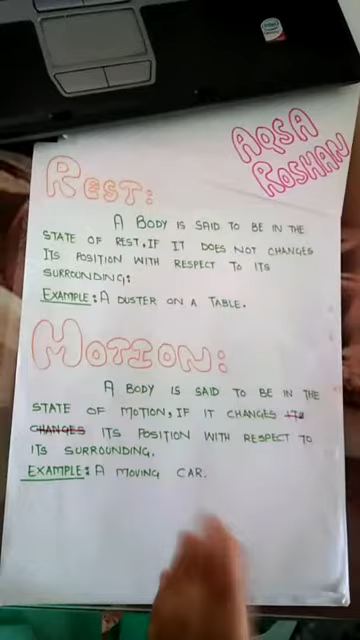 AQSA
ROSHAN
REST:
A BODY IS SAID TO BE IN THE
STATE OF REST, IF IT DOES NOT CHANGES
ITS POSITION WITH RESPECT TO ITS
SURROUNDING:
EXAMPLE: A DUSTER ON A TABLE.
MOTION:
A BODY IS SAID TO BE IN THE
STATE OF MOTION, IF IT CHANGES ITS
CHANGES ITS POSITION WITH RESPECT TO
ITS SURROUNDING.
EXAMPLE: A MOVING CAR.